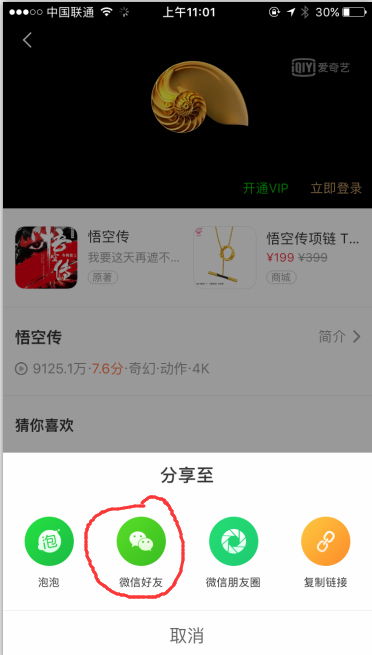 中国联通 上午11:01 30%
iQIYI 爱奇艺
开通VIP 立即登录
悟空传
我要这天再遮不...
原著
悟空传项链 T...
¥199 ¥399
商城
悟空传 简介
9125.1万·7.6分·奇幻·动作·4K
猜你喜欢
分享至
泡 泡泡
微信好友
微信朋友圈
复制链接
取消